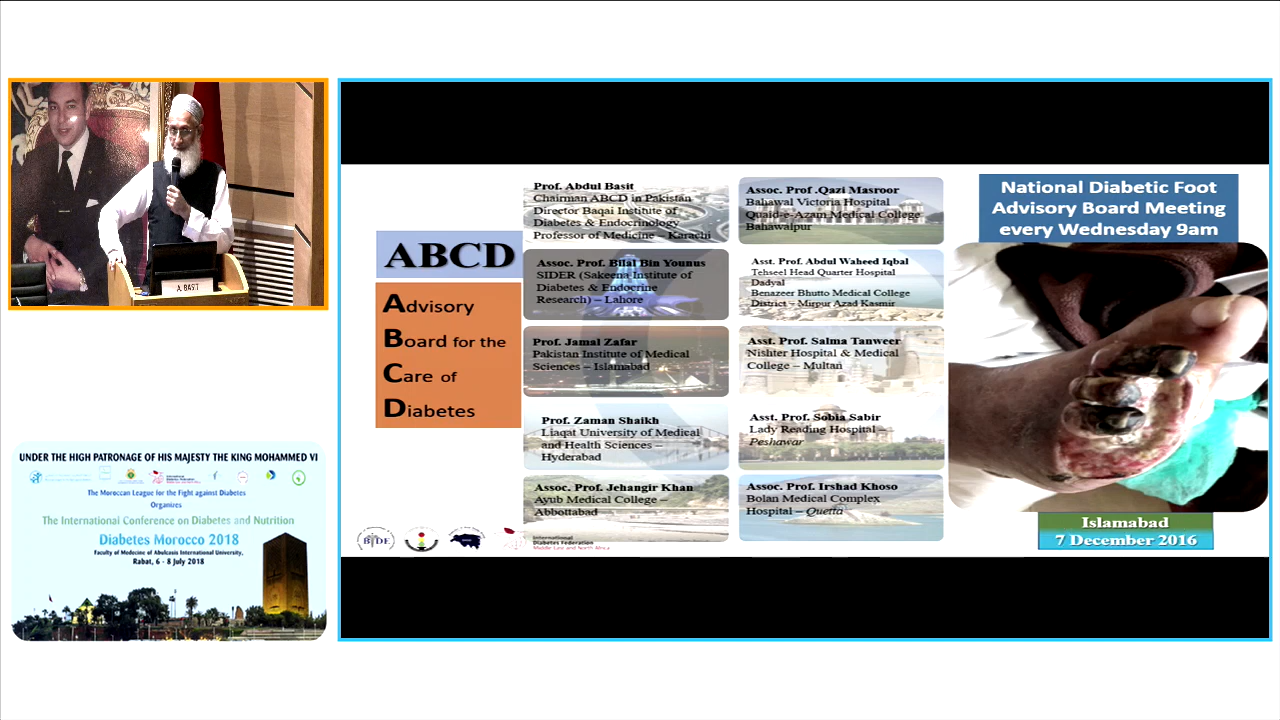 A. BASIT
UNDER THE HIGH PATRONAGE OF HIS MAJESTY THE KING MOHAMMED VI
The Moroccan League for the Fight against Diabetes
Organizes
The International Conference on Diabetes and Nutrition
Diabetes Morocco 2018
Faculty of Medecine of Abulcasis International University,
Rabat, 6 - 8 July 2018
ABCD
Advisory
Board for the
Care of
Diabetes
Prof. Abdul Basit
Chairman ABCD in Pakistan
Director Baqai Institute of
Diabetes & Endocrinology
Professor of Medicine – Karachi
Assoc. Prof. Bilal Bin Younus
SIDER (Sakeena Institute of
Diabetes & Endocrine
Research) – Lahore
Prof. Jamal Zafar
Pakistan Institute of Medical
Sciences – Islamabad
Prof. Zaman Shaikh
Liaqat University of Medical
and Health Sciences –
Hyderabad
Assoc. Prof. Jehangir Khan
Ayub Medical College –
Abbottabad
Assoc. Prof .Qazi Masroor
Bahawal Victoria Hospital
Quaid-e-Azam Medical College
Bahawalpur
Asst. Prof. Abdul Waheed Iqbal
Tehseel Head Quarter Hospital
Dadyal
Benazeer Bhutto Medical College
District – Mirpur Azad Kasmir
Asst. Prof. Salma Tanweer
Nishter Hospital & Medical
College – Multan
Asst. Prof. Sobia Sabir
Lady Reading Hospital –
Peshawar
Assoc. Prof. Irshad Khoso
Bolan Medical Complex
Hospital – Quetta
National Diabetic Foot
Advisory Board Meeting
every Wednesday 9am
Islamabad
7 December 2016
BIDE
International
Diabetes Federation
Middle East and North Africa